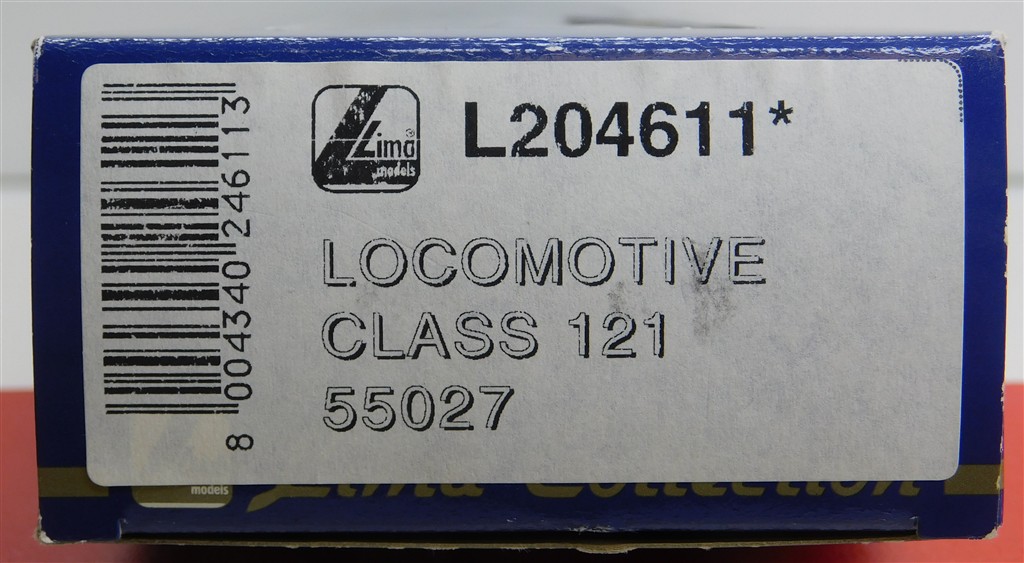 L204611*
Lima®
models
LOCOMOTIVE
CLASS 121
55027
8 004340 246113
models
Lima Collection